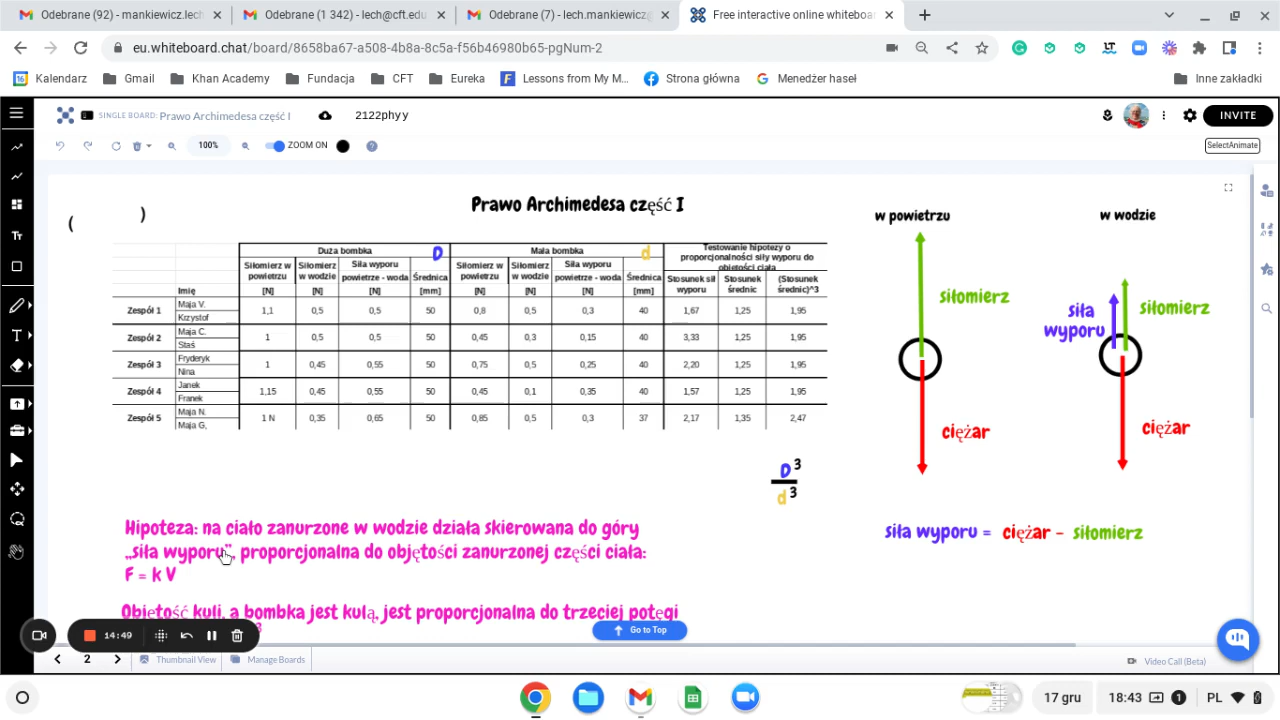 Odebrane (92) - mankiewicz.lech
Odebrane (1 342) - lech@cft.edu
Odebrane (7) - lech.mankiewicz@
Free interactive online whiteboar
eu.whiteboard.chat/board/8658ba67-a508-4b8a-8c5a-f56b46980b65-pgNum-2
Kalendarz
Gmail
Khan Academy
Fundacja
CFT
Eureka
Lessons from My M...
Strona główna
Menedżer haseł
Inne zakładki
SINGLE BOARD: Prawo Archimedesa część I
2122phyy
INVITE
100%
ZOOM ON
SelectAnimate
Prawo Archimedesa część I
( )
Duża bombka D Mała bombka d Testowanie hipotezy o proporcjonalności siły wyporu do objętości ciała
Imię Siłomierz w powietrzu [N] Siłomierz w wodzie [N] Siła wyporu powietrze - woda [N] Średnica [mm] Siłomierz w powietrzu [N] Siłomierz w wodzie [N] Siła wyporu powietrze - woda [N] Średnica [mm] Stosunek sił wyporu Stosunek średnic (Stosunek średnic)^3
Zespół 1 Maja V. Krzystof 1,1 0,5 0,5 50 0,8 0,5 0,3 40 1,67 1,25 1,95
Zespół 2 Maja C. Staś 1 0,5 0,5 50 0,45 0,3 0,15 40 3,33 1,25 1,95
Zespół 3 Fryderyk Nina 1 0,45 0,55 50 0,75 0,5 0,25 40 2,20 1,25 1,95
Zespół 4 Janek Franek 1,15 0,45 0,55 50 0,45 0,1 0,35 40 1,57 1,25 1,95
Zespół 5 Maja N. Maja G, 1 N 0,35 0,65 50 0,85 0,5 0,3 37 2,17 1,35 2,47
w powietrzu
w wodzie
siłomierz
siła wyporu
siłomierz
ciężar
ciężar
D 3
d 3
siła wyporu = ciężar - siłomierz
Hipoteza: na ciało zanurzone w wodzie działa skierowana do góry
„siła wyporu”, proporcjonalna do objętości zanurzonej części ciała:
F = k V
Objętość kuli, a bombka jest kulą, jest proporcjonalna do trzeciej potęgi
3
14:49
Go to Top
2
Thumbnail View
Manage Boards
Video Call (Beta)
17 gru
18:43
1
PL